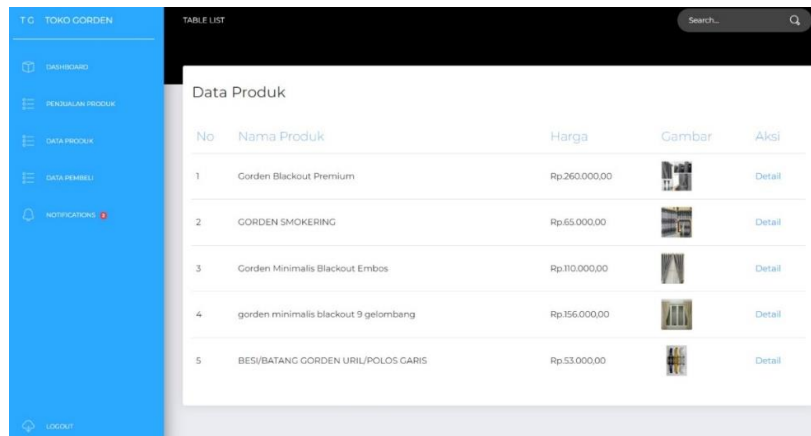 TG TOKO GORDEN
DASHBOARD
PENJUALAN PRODUK
DATA PRODUK
DATA PEMBELI
NOTIFICATIONS
LOGOUT
TABLE LIST
Search...
Data Produk
No Nama Produk Harga Gambar Aksi
1 Gorden Blackout Premium Rp.260.000,00 Detail
2 GORDEN SMOKERING Rp.65.000,00 Detail
3 Gorden Minimalis Blackout Embos Rp.110.000,00 Detail
4 gorden minimalis blackout 9 gelombang Rp.156.000,00 Detail
5 BESI/BATANG GORDEN URIL/POLOS GARIS Rp.53.000,00 Detail